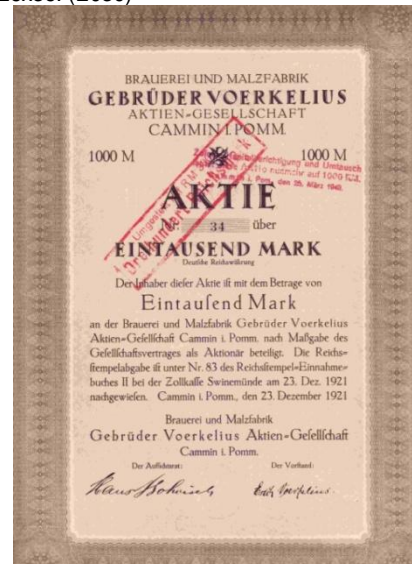 BRAUEREI UND MALZFABRIK
GEBRÜDER VOERKELIUS
AKTIEN=GESELLSCHAFT
CAMMIN I. POMM.
1000 M 1000 M
AKTIE
Nr. 34 über
EINTAUSEND MARK
Deutsche Reichswährung
Der Inhaber dieser Aktie ist mit dem Betrage von
Eintausend Mark
an der Brauerei und Malzfabrik Gebrüder Voerkelius
Aktien=Gesellschaft Cammin i. Pomm. nach Maßgabe des
Gesellschaftsvertrages als Aktionär beteiligt. Die Reichs=
stempelabgabe ist unter Nr. 83 des Reichsstempel=Einnahme=
buches II bei der Zollkasse Swinemünde am 23. Dez. 1921
nachgewiesen. Cammin i. Pomm., den 23. Dezember 1921
Brauerei und Malzfabrik
Gebrüder Voerkelius Aktien=Gesellschaft
Cammin i. Pomm.
Der Aufsichtsrat: Der Vorstand: